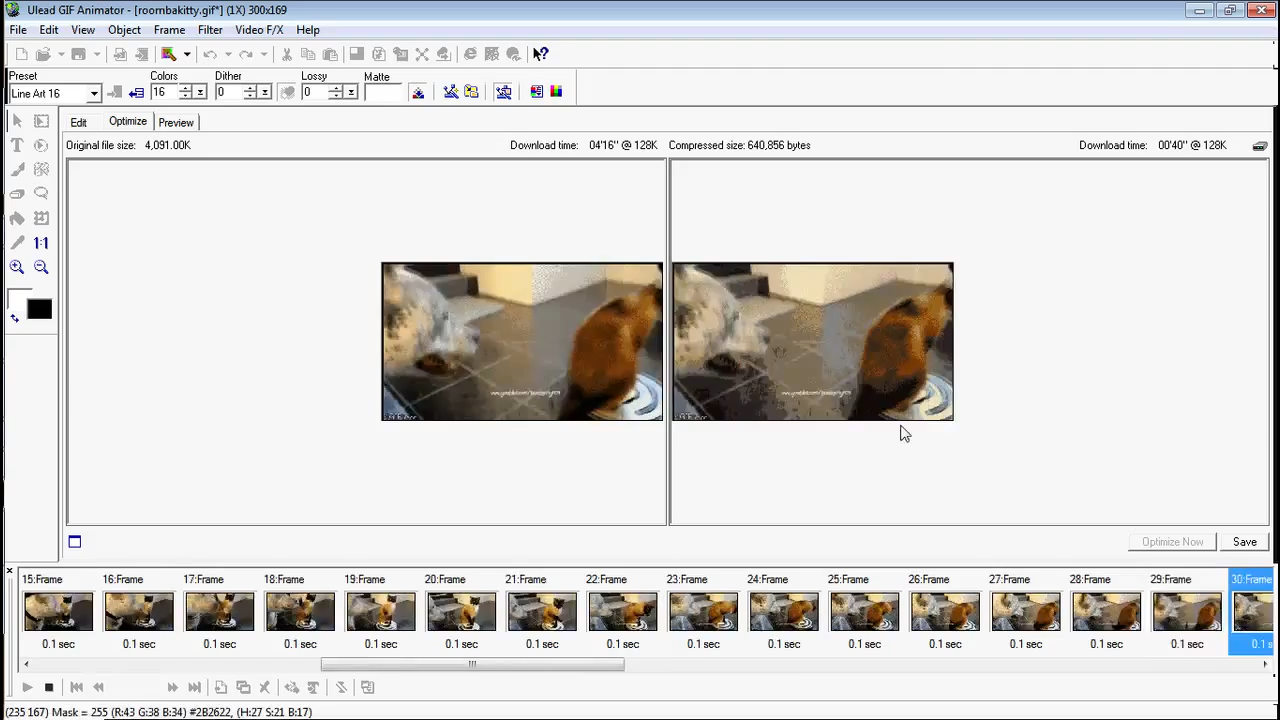 Ulead GIF Animator - [roombakitty.gif*] (1X) 300x169
File Edit View Object Frame Filter Video F/X Help
Preset Colors Dither Lossy Matte
Line Art 16 16 0 0
Edit Optimize Preview
Original file size: 4,091.00K Download time: 04'16" @ 128K Compressed size: 640,856 bytes Download time: 00'40" @ 128K
1:1
Optimize Now Save
15:Frame 16:Frame 17:Frame 18:Frame 19:Frame 20:Frame 21:Frame 22:Frame 23:Frame 24:Frame 25:Frame 26:Frame 27:Frame 28:Frame 29:Frame 30:Frame
0.1 sec 0.1 sec 0.1 sec 0.1 sec 0.1 sec 0.1 sec 0.1 sec 0.1 sec 0.1 sec 0.1 sec 0.1 sec 0.1 sec 0.1 sec 0.1 sec 0.1 sec 0.1 s
(235 167) Mask = 255 (R:43 G:38 B:34) #2B2622, (H:27 S:21 B:17)